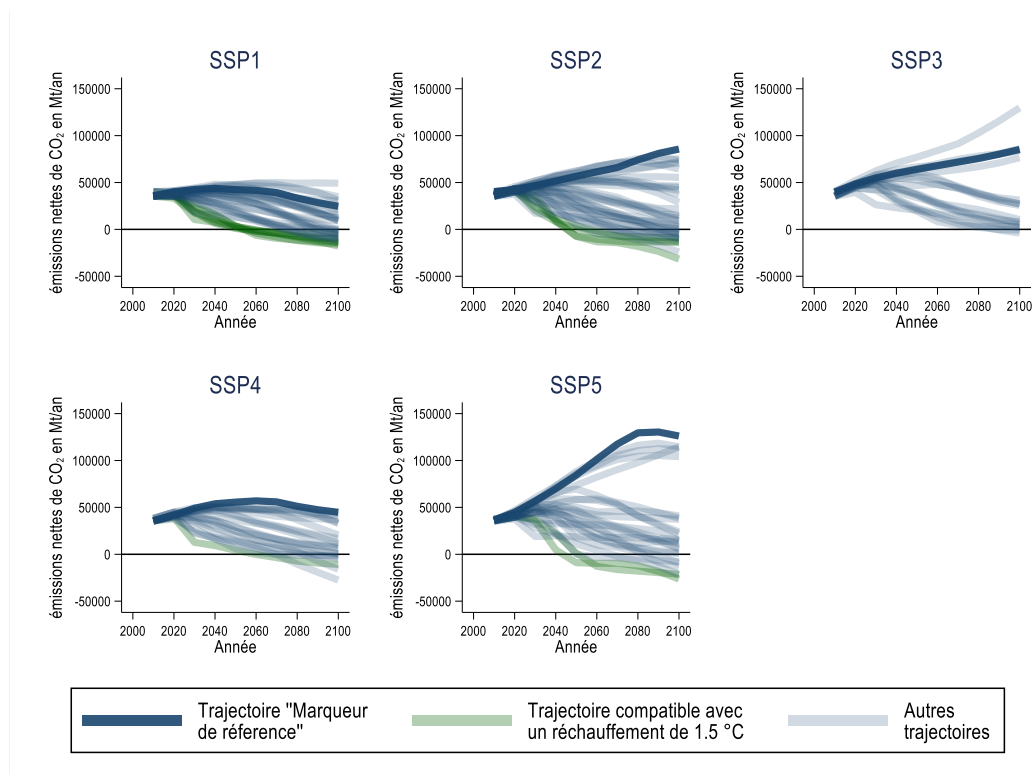 SSP1
émissions nettes de CO₂ en Mt/an
150000
100000
50000
0
-50000
2000 2020 2040 2060 2080 2100
Année
SSP2
émissions nettes de CO₂ en Mt/an
150000
100000
50000
0
-50000
2000 2020 2040 2060 2080 2100
Année
SSP3
émissions nettes de CO₂ en Mt/an
150000
100000
50000
0
-50000
2000 2020 2040 2060 2080 2100
Année
SSP4
émissions nettes de CO₂ en Mt/an
150000
100000
50000
0
-50000
2000 2020 2040 2060 2080 2100
Année
SSP5
émissions nettes de CO₂ en Mt/an
150000
100000
50000
0
-50000
2000 2020 2040 2060 2080 2100
Année
Trajectoire "Marqueur
de réference"
Trajectoire compatible avec
un réchauffement de 1.5 °C
Autres
trajectoires